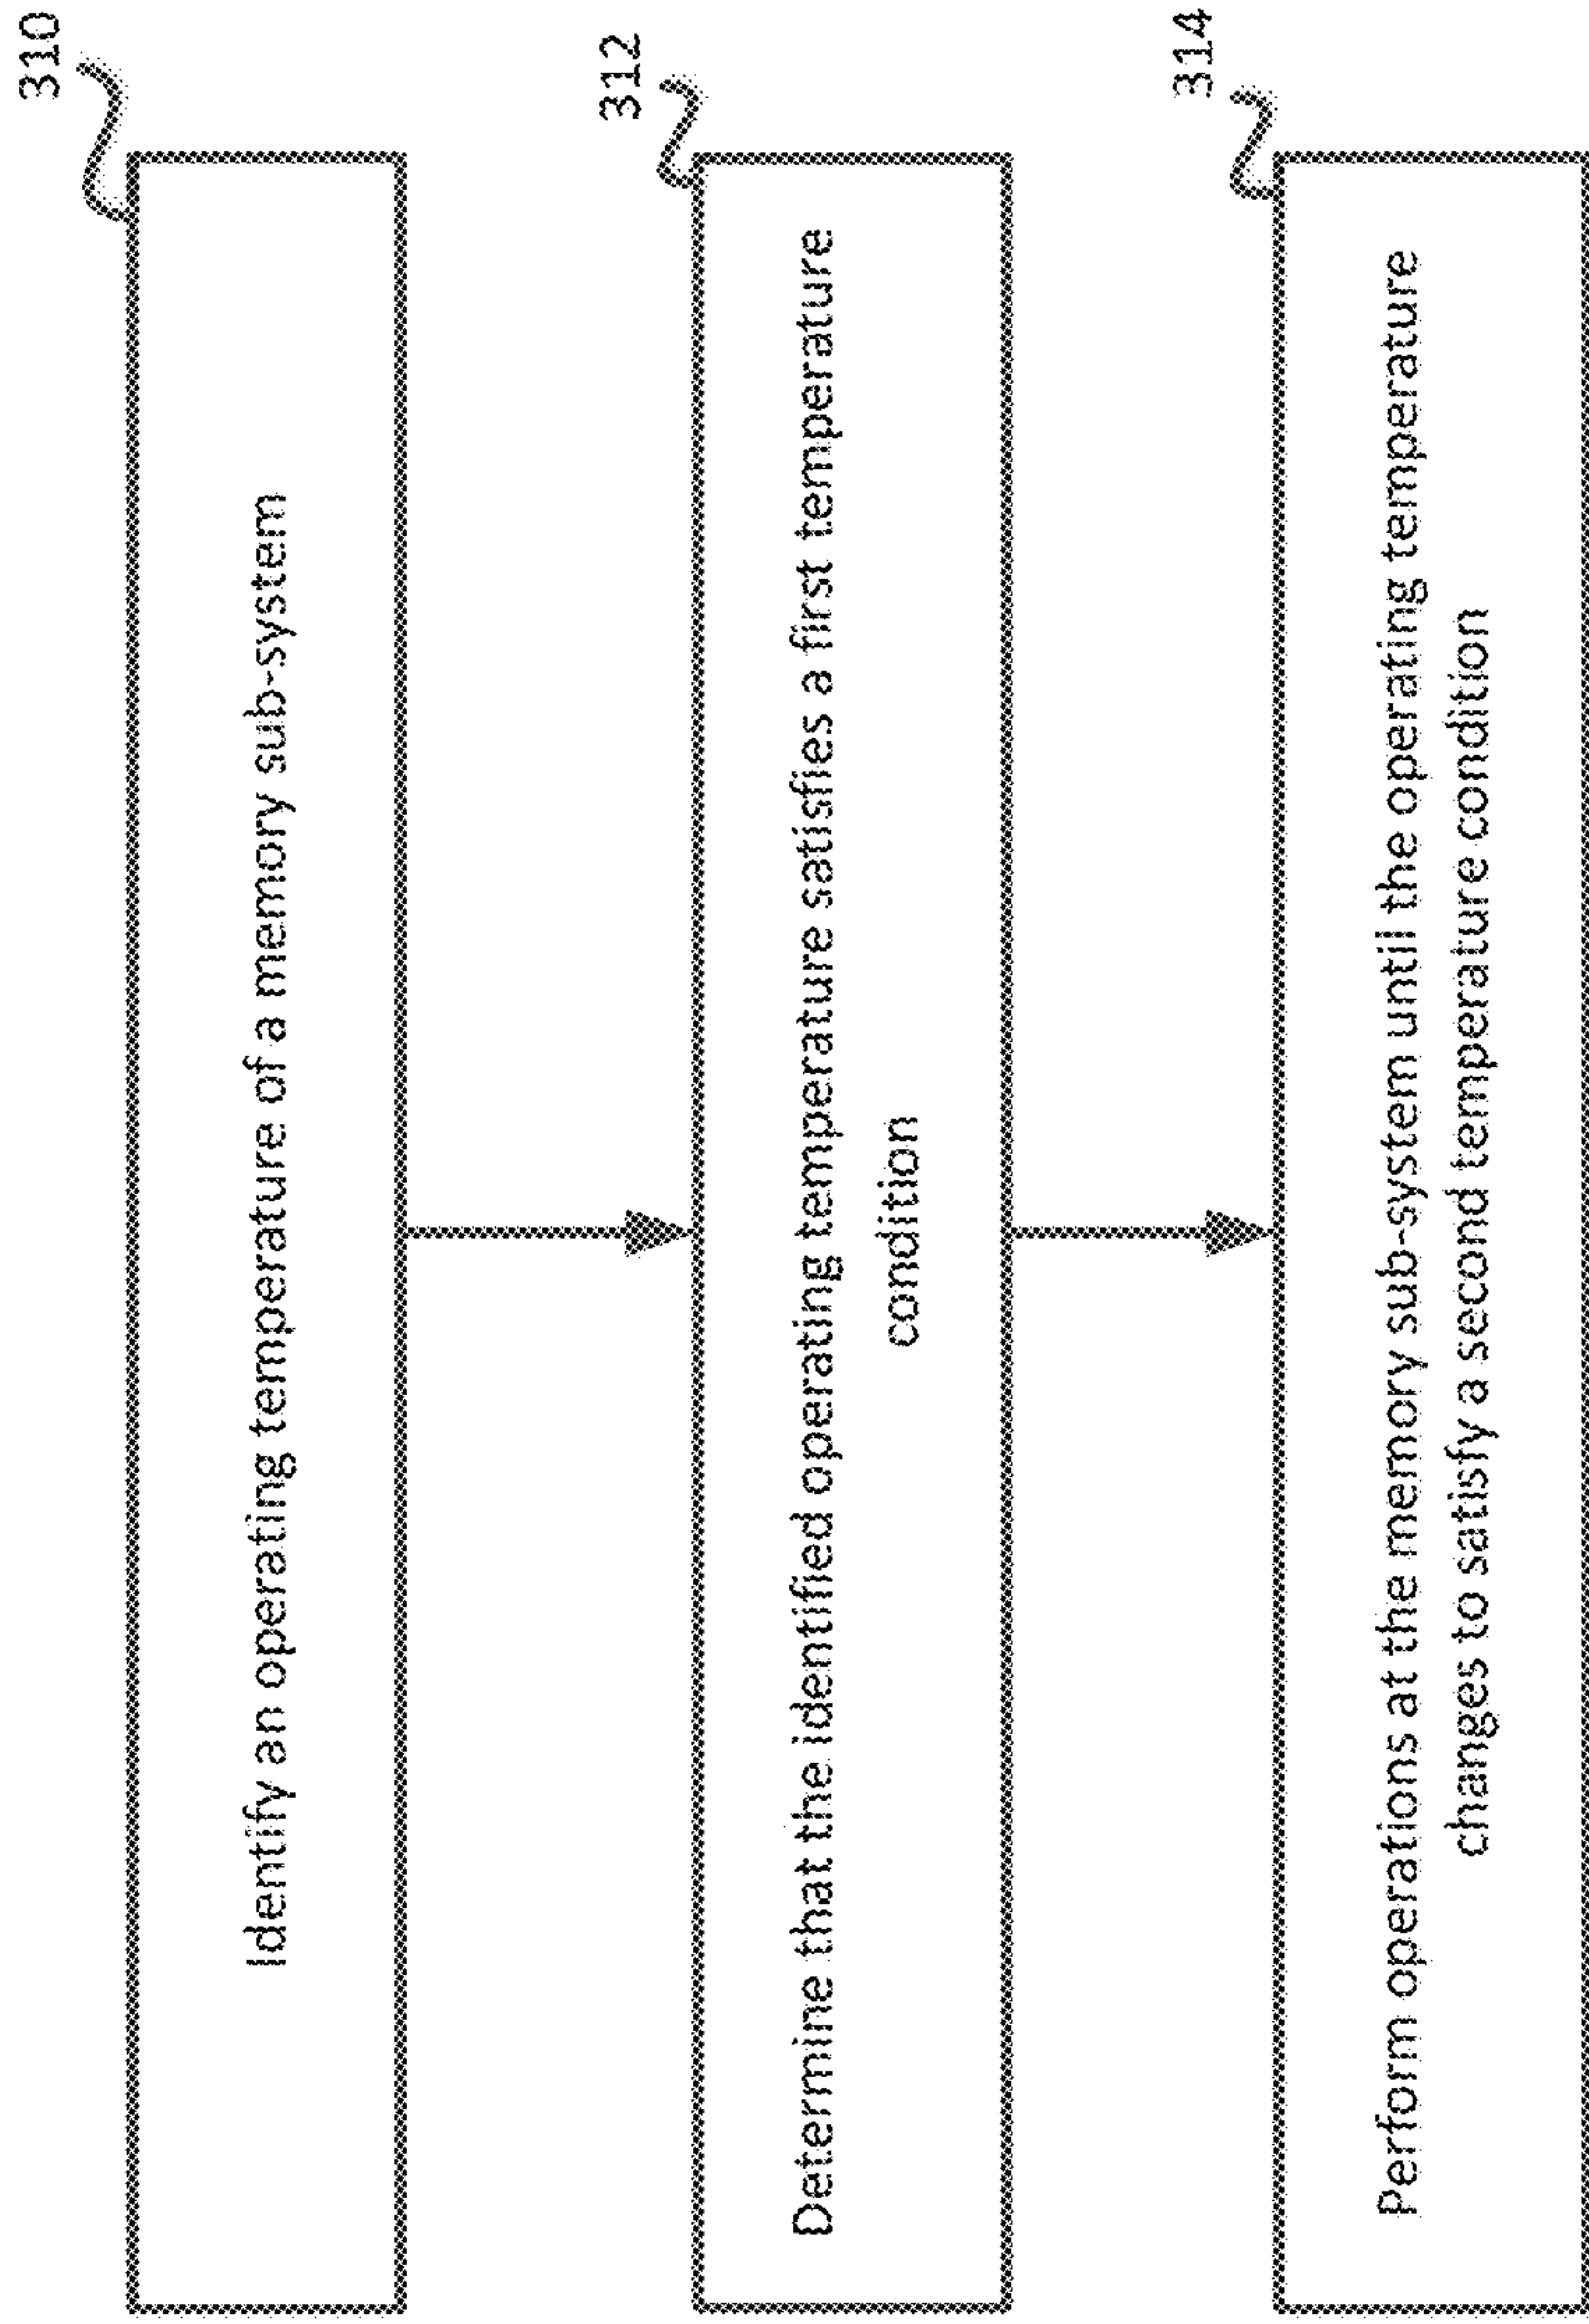 310
Identify an operating temperature of a memory sub-system
312
Determine that the identified operating temperature satisfies a first temperature
condition
314
Perform operations at the memory sub-system until the operating temperature
changes to satisfy a second temperature condition